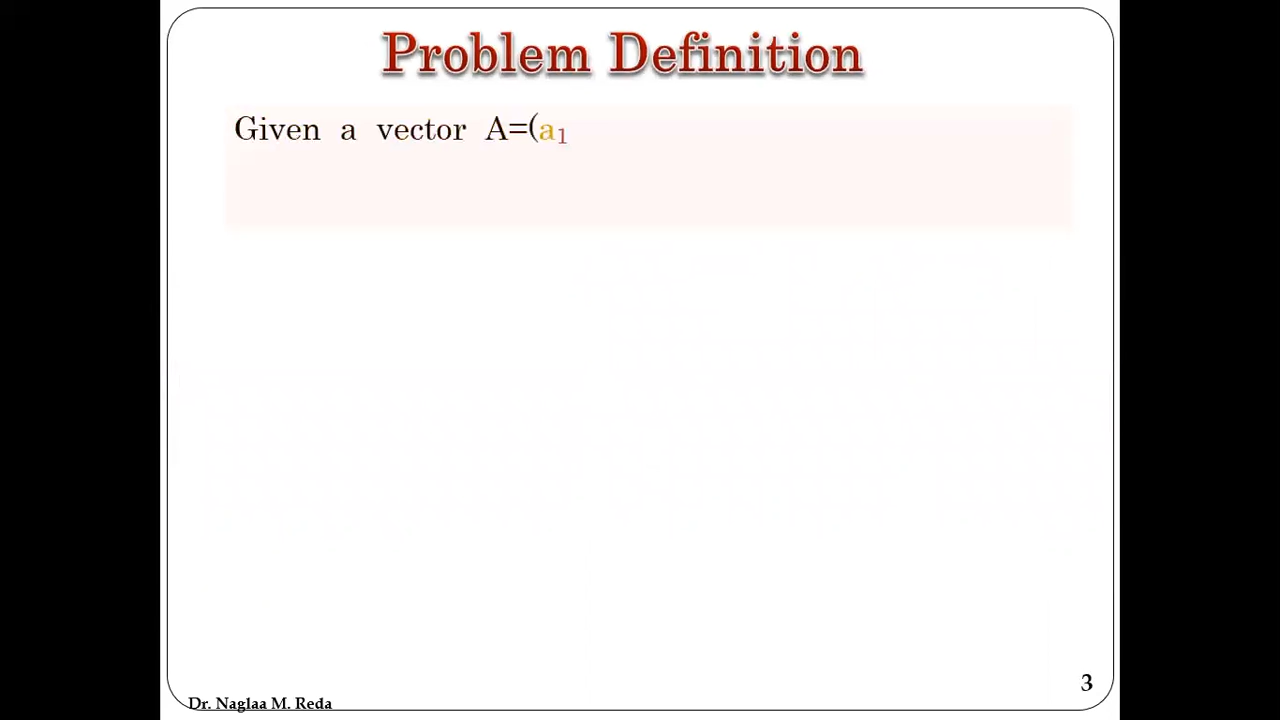 Problem Definition
Given a vector A=(a₁
Dr. Naglaa M. Reda
3